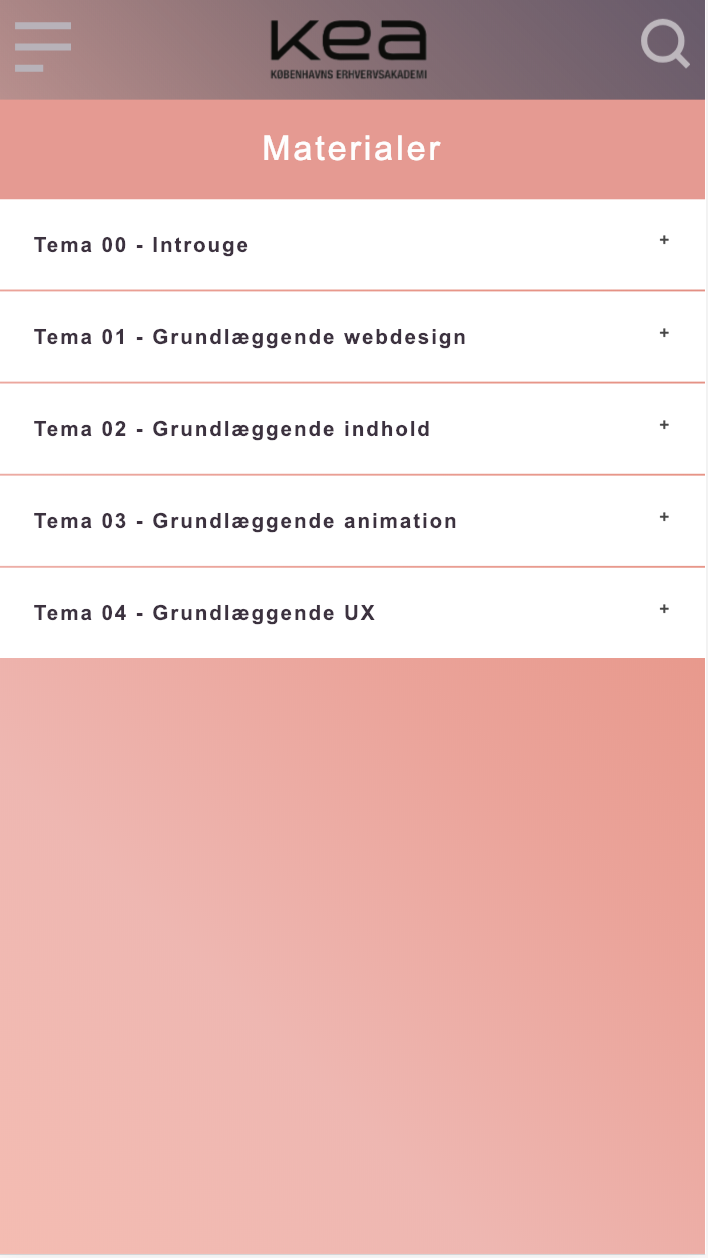 kea
KØBENHAVNS ERHVERVSAKADEMI
Materialer
Tema 00 - Introuge +
Tema 01 - Grundlæggende webdesign +
Tema 02 - Grundlæggende indhold +
Tema 03 - Grundlæggende animation +
Tema 04 - Grundlæggende UX +